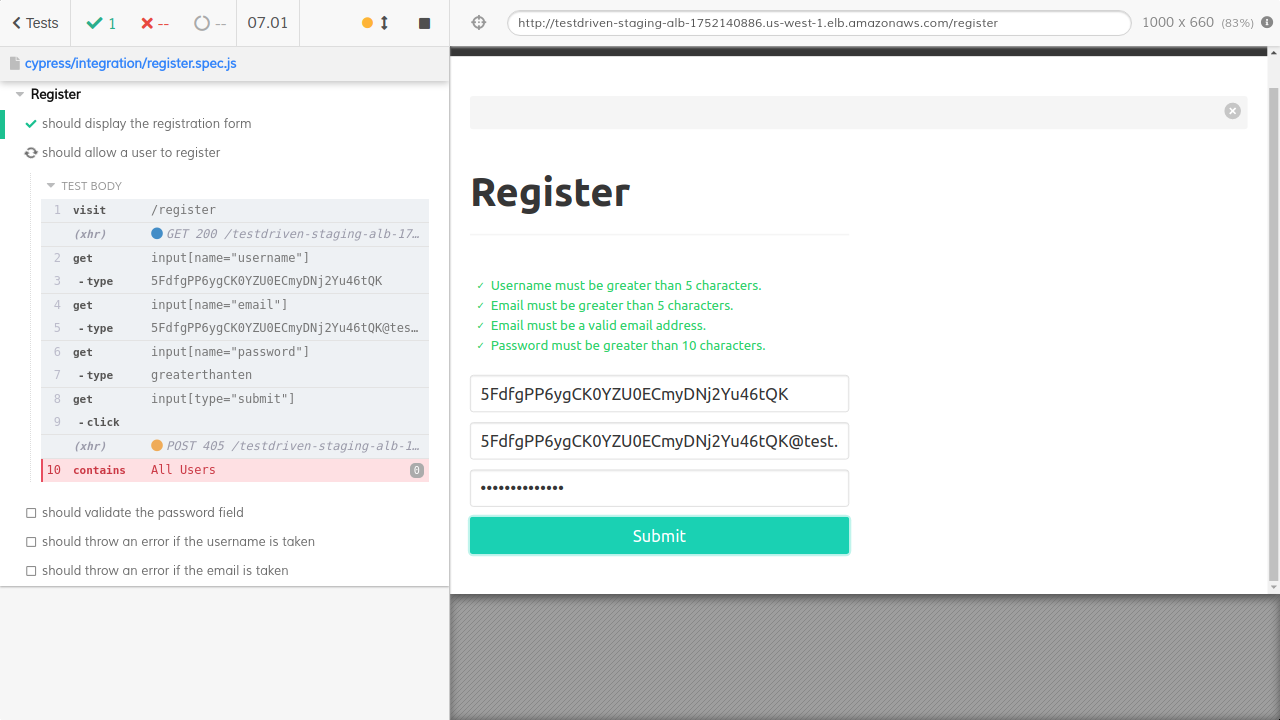 Tests
1
--
--
07.01
http://testdriven-staging-alb-1752140886.us-west-1.elb.amazonaws.com/register
1000 x 660 (83%)
cypress/integration/register.spec.js
Register
should display the registration form
should allow a user to register
TEST BODY
1 visit /register
(xhr) GET 200 /testdriven-staging-alb-17…
2 get input[name="username"]
3 - type 5FdfgPP6ygCK0YZU0ECmyDNj2Yu46tQK
4 get input[name="email"]
5 - type 5FdfgPP6ygCK0YZU0ECmyDNj2Yu46tQK@tes…
6 get input[name="password"]
7 - type greaterthanten
8 get input[type="submit"]
9 - click
(xhr) POST 405 /testdriven-staging-alb-1…
10 contains All Users 0
should validate the password field
should throw an error if the username is taken
should throw an error if the email is taken
Register
✓ Username must be greater than 5 characters.
✓ Email must be greater than 5 characters.
✓ Email must be a valid email address.
✓ Password must be greater than 10 characters.
5FdfgPP6ygCK0YZU0ECmyDNj2Yu46tQK
5FdfgPP6ygCK0YZU0ECmyDNj2Yu46tQK@test.
••••••••••••••
Submit